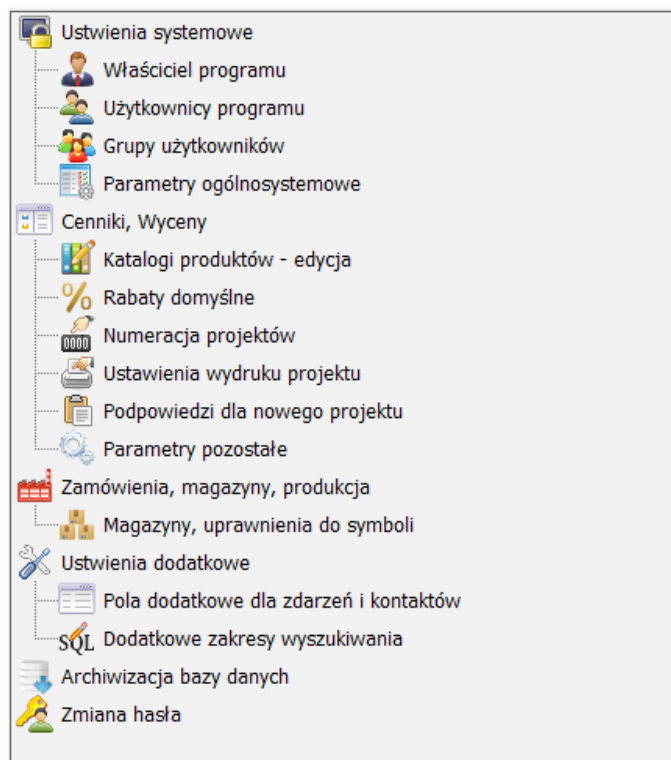 Ustwienia systemowe
Właściciel programu
Użytkownicy programu
Grupy użytkowników
Parametry ogólnosystemowe
Cenniki, Wyceny
Katalogi produktów - edycja
% Rabaty domyślne
0000 Numeracja projektów
Ustawienia wydruku projektu
Podpowiedzi dla nowego projektu
Parametry pozostałe
Zamówienia, magazyny, produkcja
Magazyny, uprawnienia do symboli
Ustwienia dodatkowe
Pola dodatkowe dla zdarzeń i kontaktów
SQL Dodatkowe zakresy wyszukiwania
Archiwizacja bazy danych
Zmiana hasła